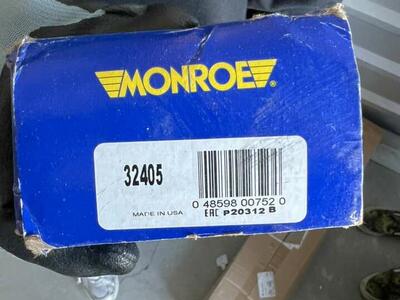 MONROE®
32405
0 48598 00752 0
MADE IN USA
EAC P20312 B